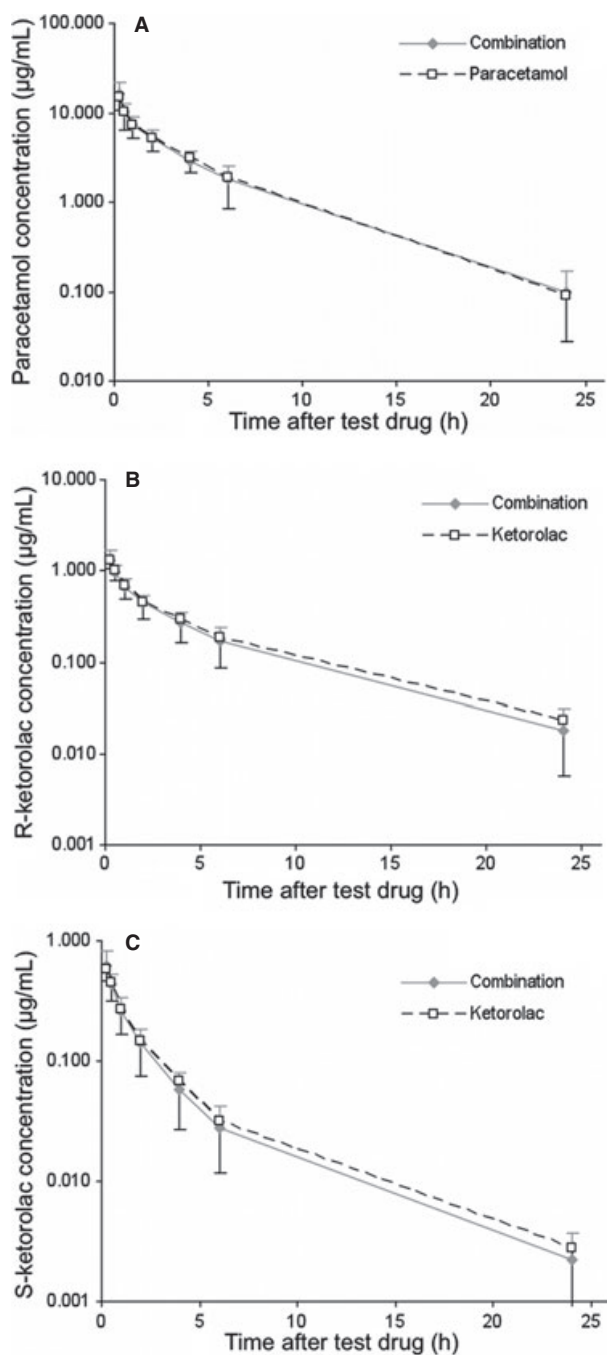 A
Combination
Paracetamol
Paracetamol concentration (µg/mL)
100.000
10.000
1.000
0.100
0.010
0 5 10 15 20 25
Time after test drug (h)
B
Combination
Ketorolac
R-ketorolac concentration (µg/mL)
10.000
1.000
0.100
0.010
0.001
0 5 10 15 20 25
Time after test drug (h)
C
Combination
Ketorolac
S-ketorolac concentration (µg/mL)
1.000
0.100
0.010
0.001
0 5 10 15 20 25
Time after test drug (h)